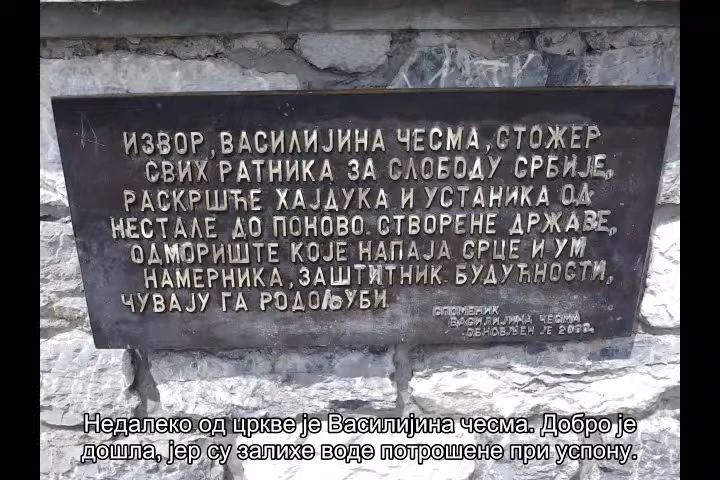 ИЗВОР, ВАСИЛИЈИНА ЧЕСМА, СТОЖЕР
СВИХ РАТНИКА ЗА СЛОБОДУ СРБИЈЕ,
РАСКРШЋЕ ХАЈДУКА И УСТАНИКА ОД
НЕСТАЛЕ ДО ПОНОВО СТВОРЕНЕ ДРЖАВЕ,
ОДМОРИШТЕ КОЈЕ НАПАЈА СРЦЕ И УМ
НАМЕРНИКА, ЗАШТИТНИК БУДУЋНОСТИ,
ЧУВАЈУ ГА РОДОЉУБИ
СПОМЕНИК
ВАСИЛИЈИНА ЧЕСМА
ОБНОВЉЕН ЈЕ 2000.
Недалеко од цркве је Василијина чесма. Добро је
дошла, јер су залихе воде потрошене при успону.